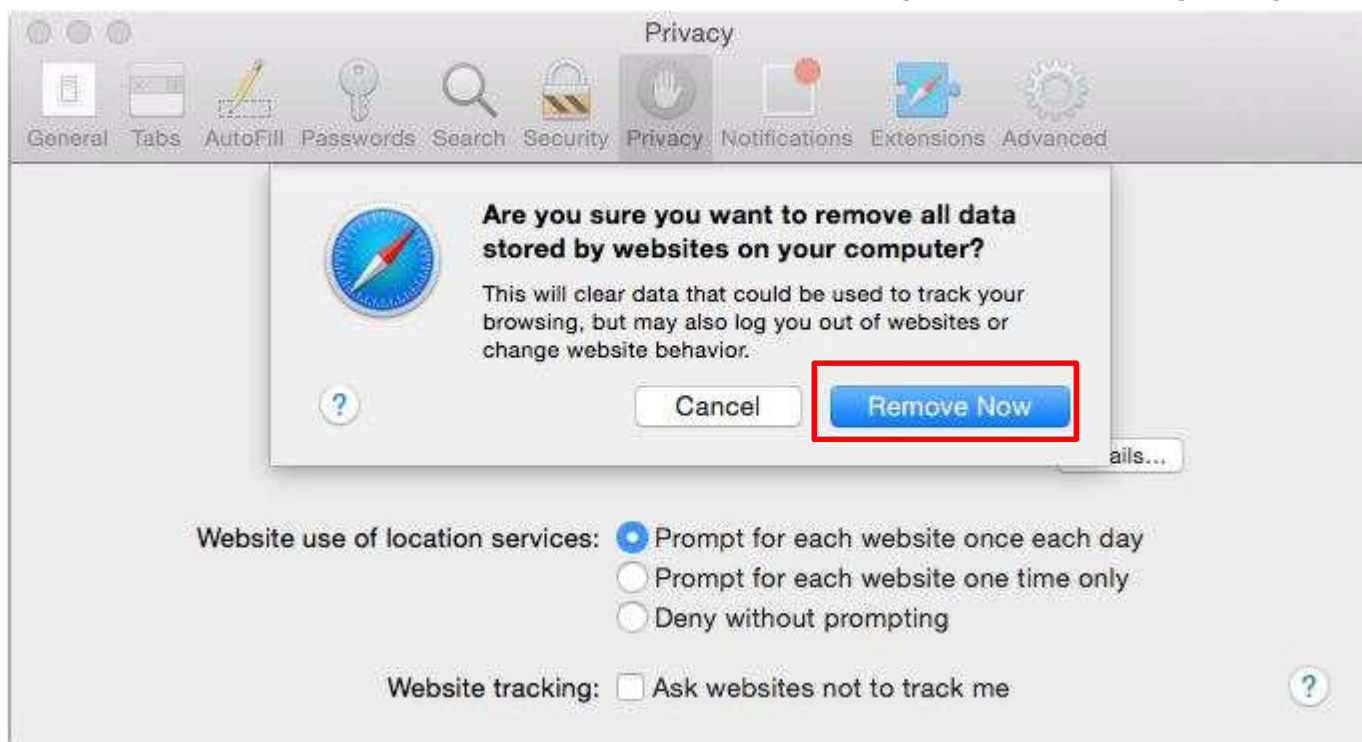 Privacy
General Tabs AutoFill Passwords Search Security Privacy Notifications Extensions Advanced
Are you sure you want to remove all data
stored by websites on your computer?
This will clear data that could be used to track your
browsing, but may also log you out of websites or
change website behavior.
? Cancel Remove Now
ails...
Website use of location services: Prompt for each website once each day
Prompt for each website one time only
Deny without prompting
Website tracking: Ask websites not to track me ?